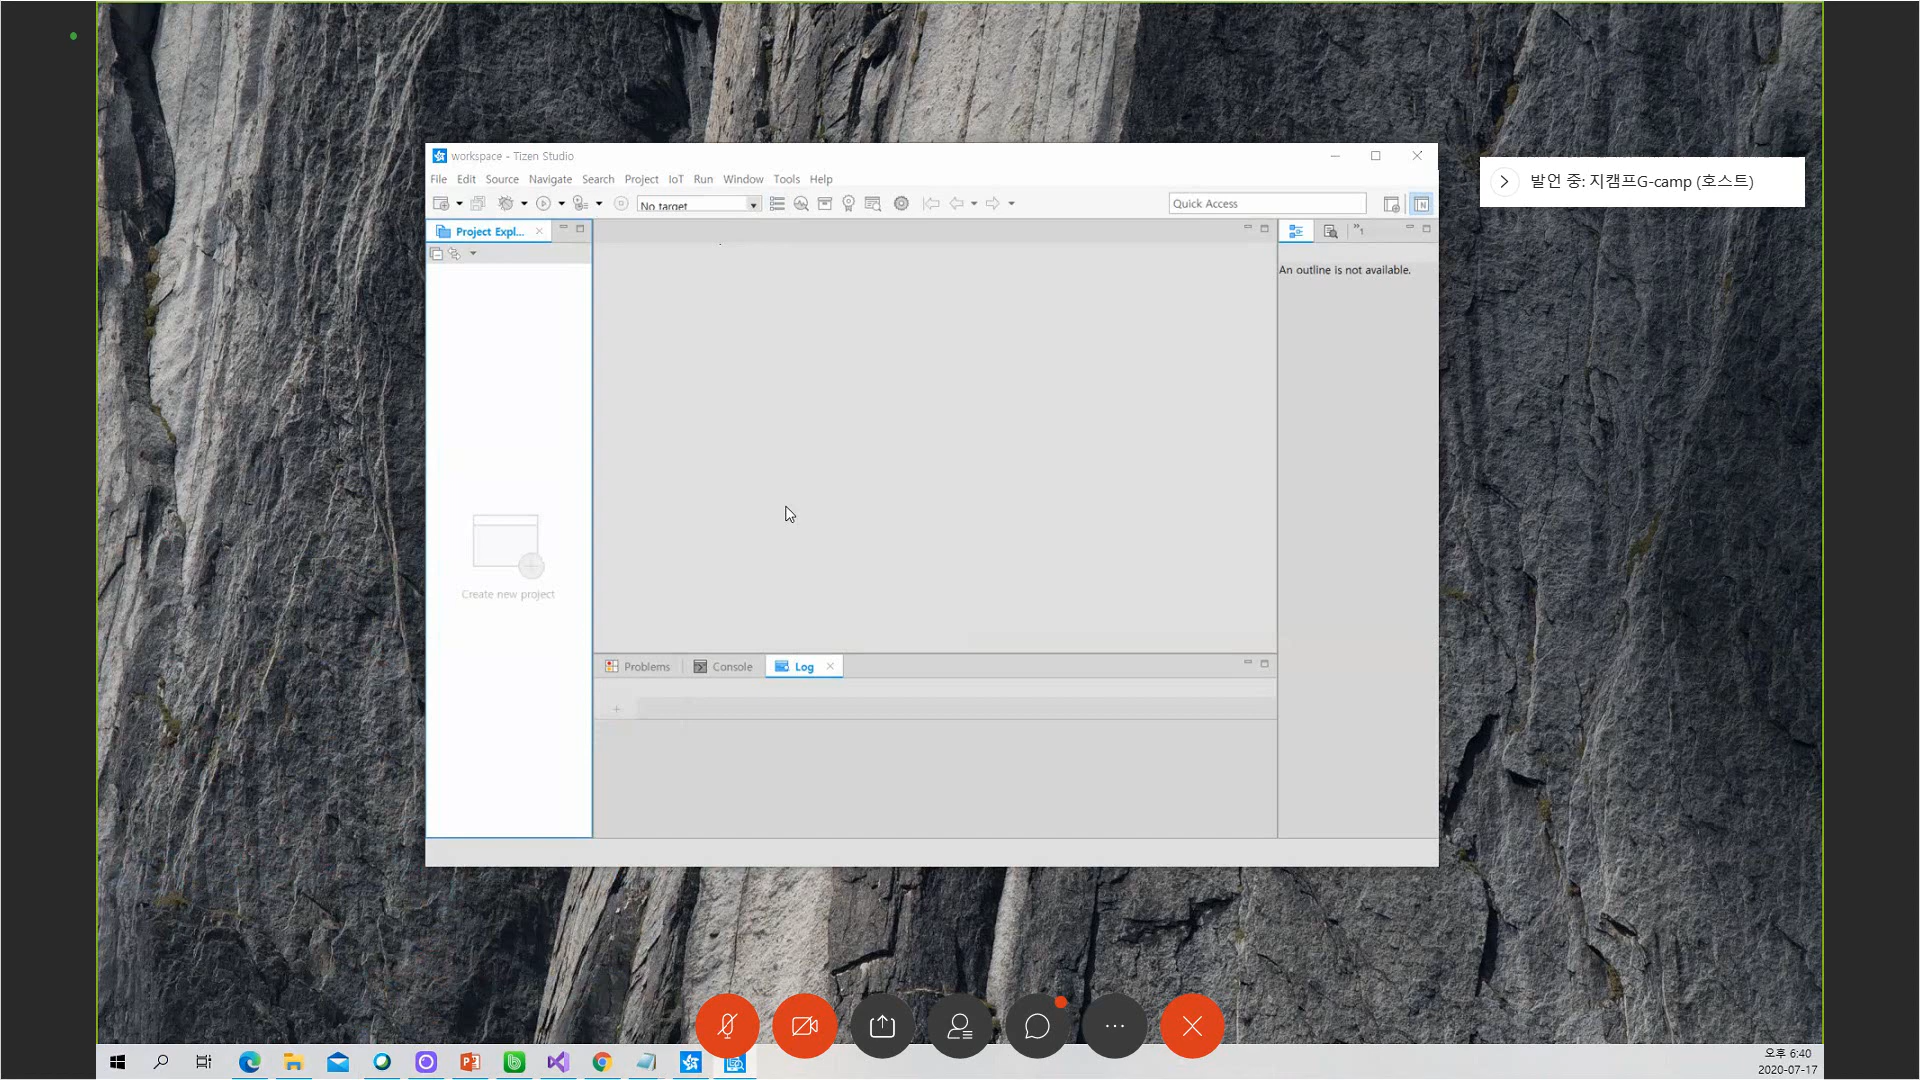 workspace - Tizen Studio
File Edit Source Navigate Search Project IoT Run Window Tools Help
No target
Quick Access
발언 중: 지캠프G-camp (호스트)
Project Expl...
An outline is not available.
Create new project
Problems Console Log
오후 6:40
2020-07-17